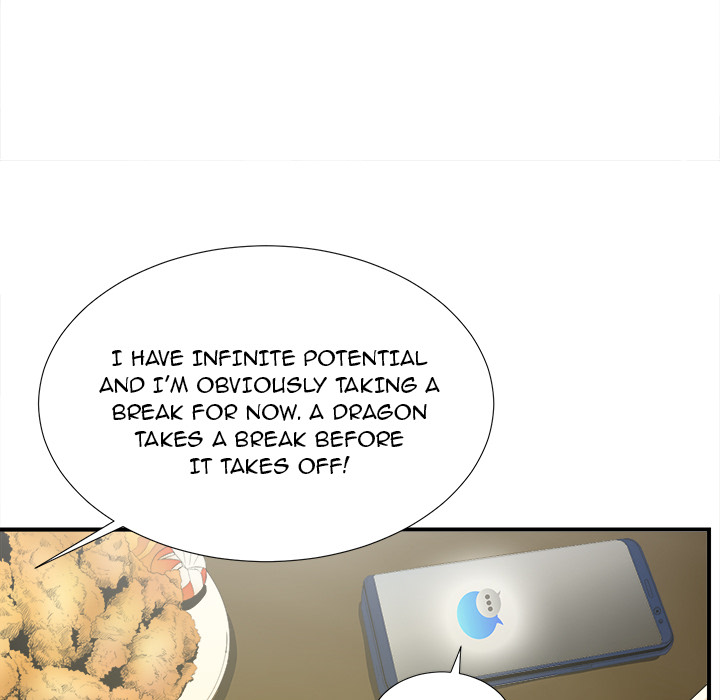 I HAVE INFINITE POTENTIAL
AND I'M OBVIOUSLY TAKING A
BREAK FOR NOW. A DRAGON
TAKES A BREAK BEFORE
IT TAKES OFF!